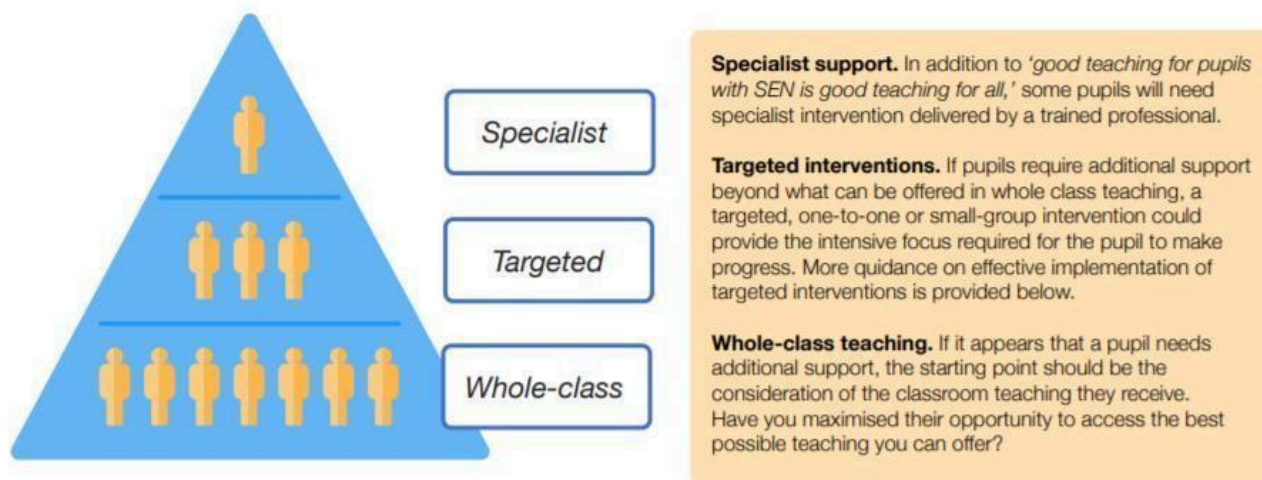 Specialist
Targeted
Whole-class
Specialist support. In addition to ‘good teaching for pupils
with SEN is good teaching for all,’ some pupils will need
specialist intervention delivered by a trained professional.
Targeted interventions. If pupils require additional support
beyond what can be offered in whole class teaching, a
targeted, one-to-one or small-group intervention could
provide the intensive focus required for the pupil to make
progress. More guidance on effective implementation of
targeted interventions is provided below.
Whole-class teaching. If it appears that a pupil needs
additional support, the starting point should be the
consideration of the classroom teaching they receive.
Have you maximised their opportunity to access the best
possible teaching you can offer?